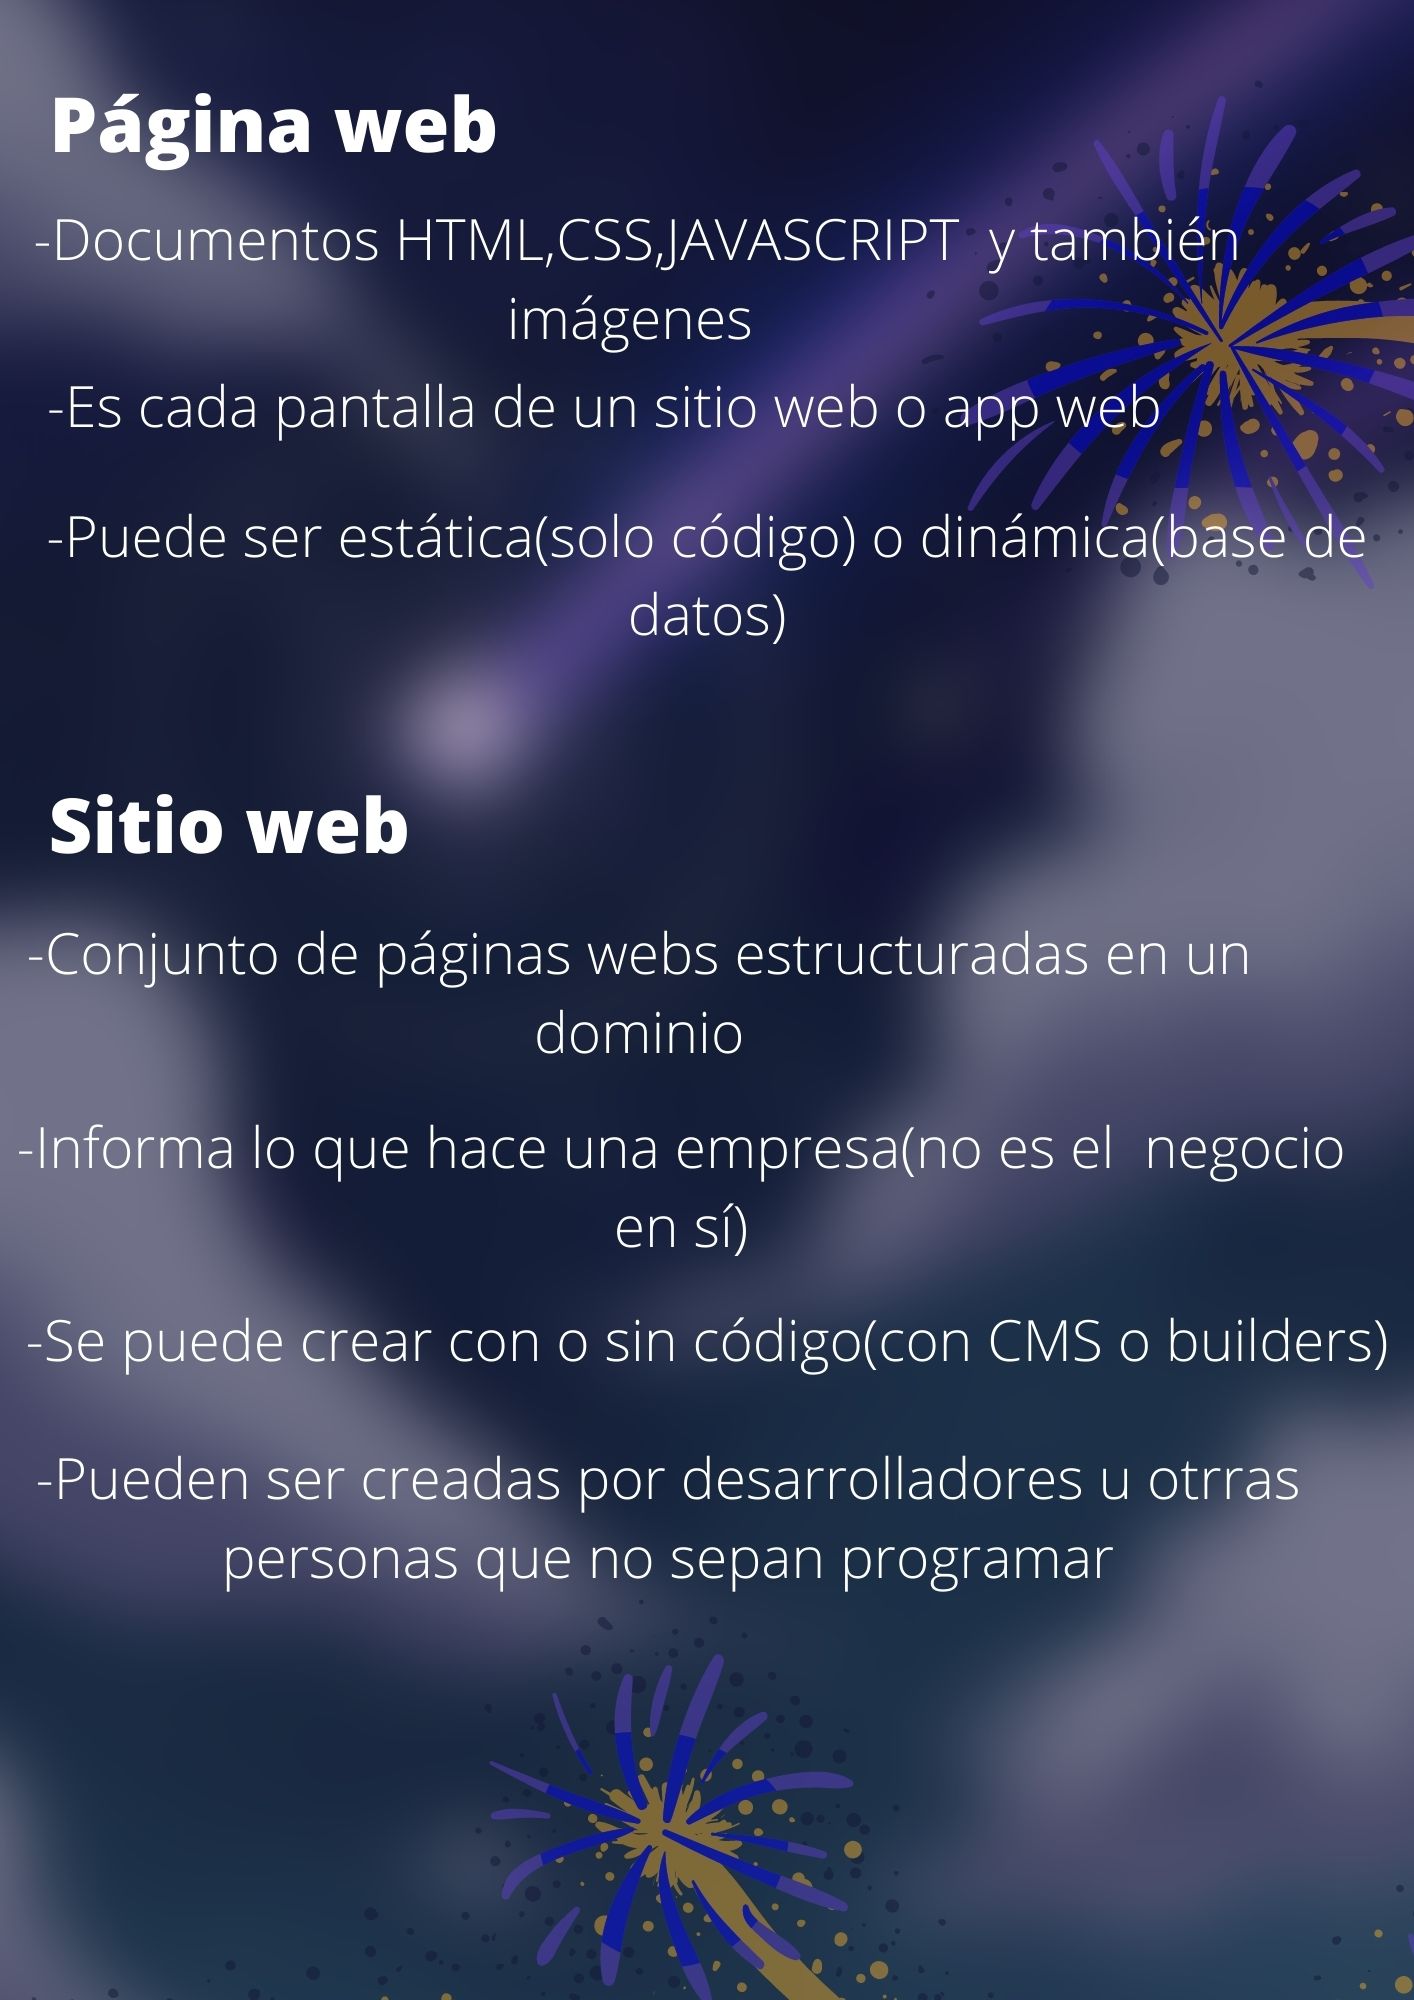 Página web
-Documentos HTML,CSS,JAVASCRIPT  y también
imágenes
-Es cada pantalla de un sitio web o app web
-Puede ser estática(solo código) o dinámica(base de
datos)
Sitio web
-Conjunto de páginas webs estructuradas en un
dominio
-Informa lo que hace una empresa(no es el  negocio
en sí)
-Se puede crear con o sin código(con CMS o builders)
-Pueden ser creadas por desarrolladores u otrras
personas que no sepan programar